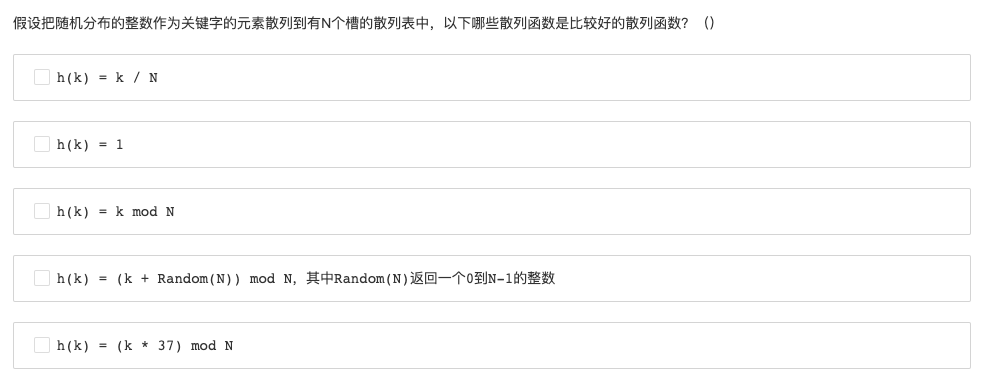 假设把随机分布的整数作为关键字的元素散列到有N个槽的散列表中，以下哪些散列函数是比较好的散列函数？（）
h(k) = k / N
h(k) = 1
h(k) = k mod N
h(k) = (k + Random(N)) mod N，其中Random(N)返回一个0到N-1的整数
h(k) = (k * 37) mod N